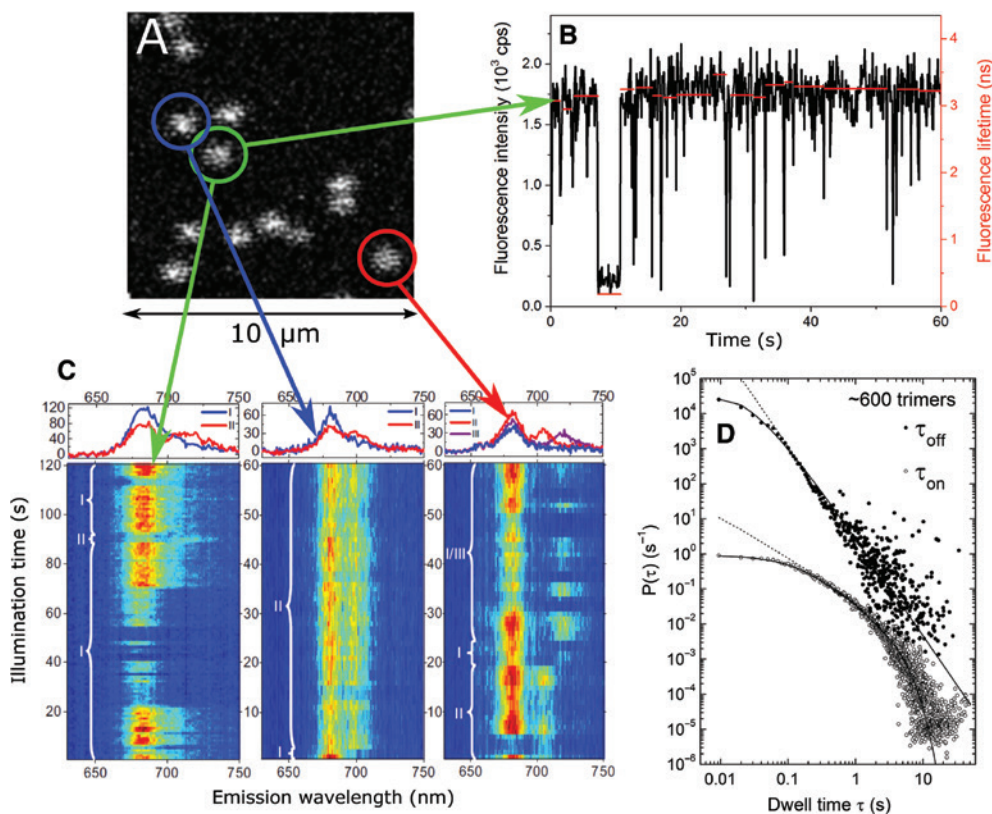 A
10 μm
B
Fluorescence intensity (10³ cps)
2.0
1.5
1.0
0.5
0.0
0 20 40 60
Time (s)
4
3
2
1
0
Fluorescence lifetime (ns)
C
650 700 750
120
80
40
0
I
II
650 700 750
60
40
20
0
I
II
650 700 750
I
II
III
Illumination time (s)
120
100
80
60
40
20
I
II
I
650 700 750
60
50
40
30
20
10
II
I
650 700 750
60
50
40
30
20
10
I/III
I
II
650 700 750
Emission wavelength (nm)
D
~600 trimers
τoff
τon
P(τ) (s⁻¹)
10⁵
10⁴
10³
10²
10¹
10⁰
10⁻¹
10⁻²
10⁻³
10⁻⁴
10⁻⁵
10⁻⁶
0.01 0.1 1 10
Dwell time τ (s)